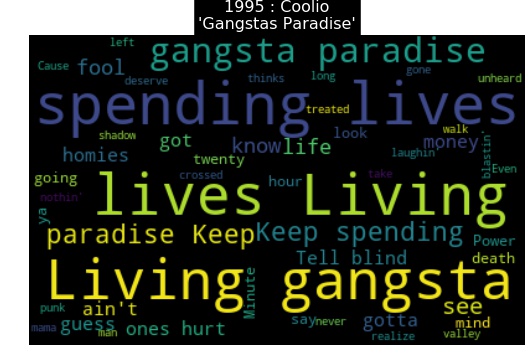 1995 : Coolio
'Gangstas Paradise'
left
gangsta paradise
Cause
fool
deserve
thinks
long
gone
unheard
spending lives
treated
shadow
got
know
life
look
walk
money
homies
twenty
laughin'
blastin'
Even
going
crossed
hour
take
nothin'
lives Living
ya
paradise Keep
Keep spending
Power
Tell blind
death
Living gangsta
Minute
ain't
see
punk
guess
say
never
gotta
mind
mama
man
ones hurt
realize
valley